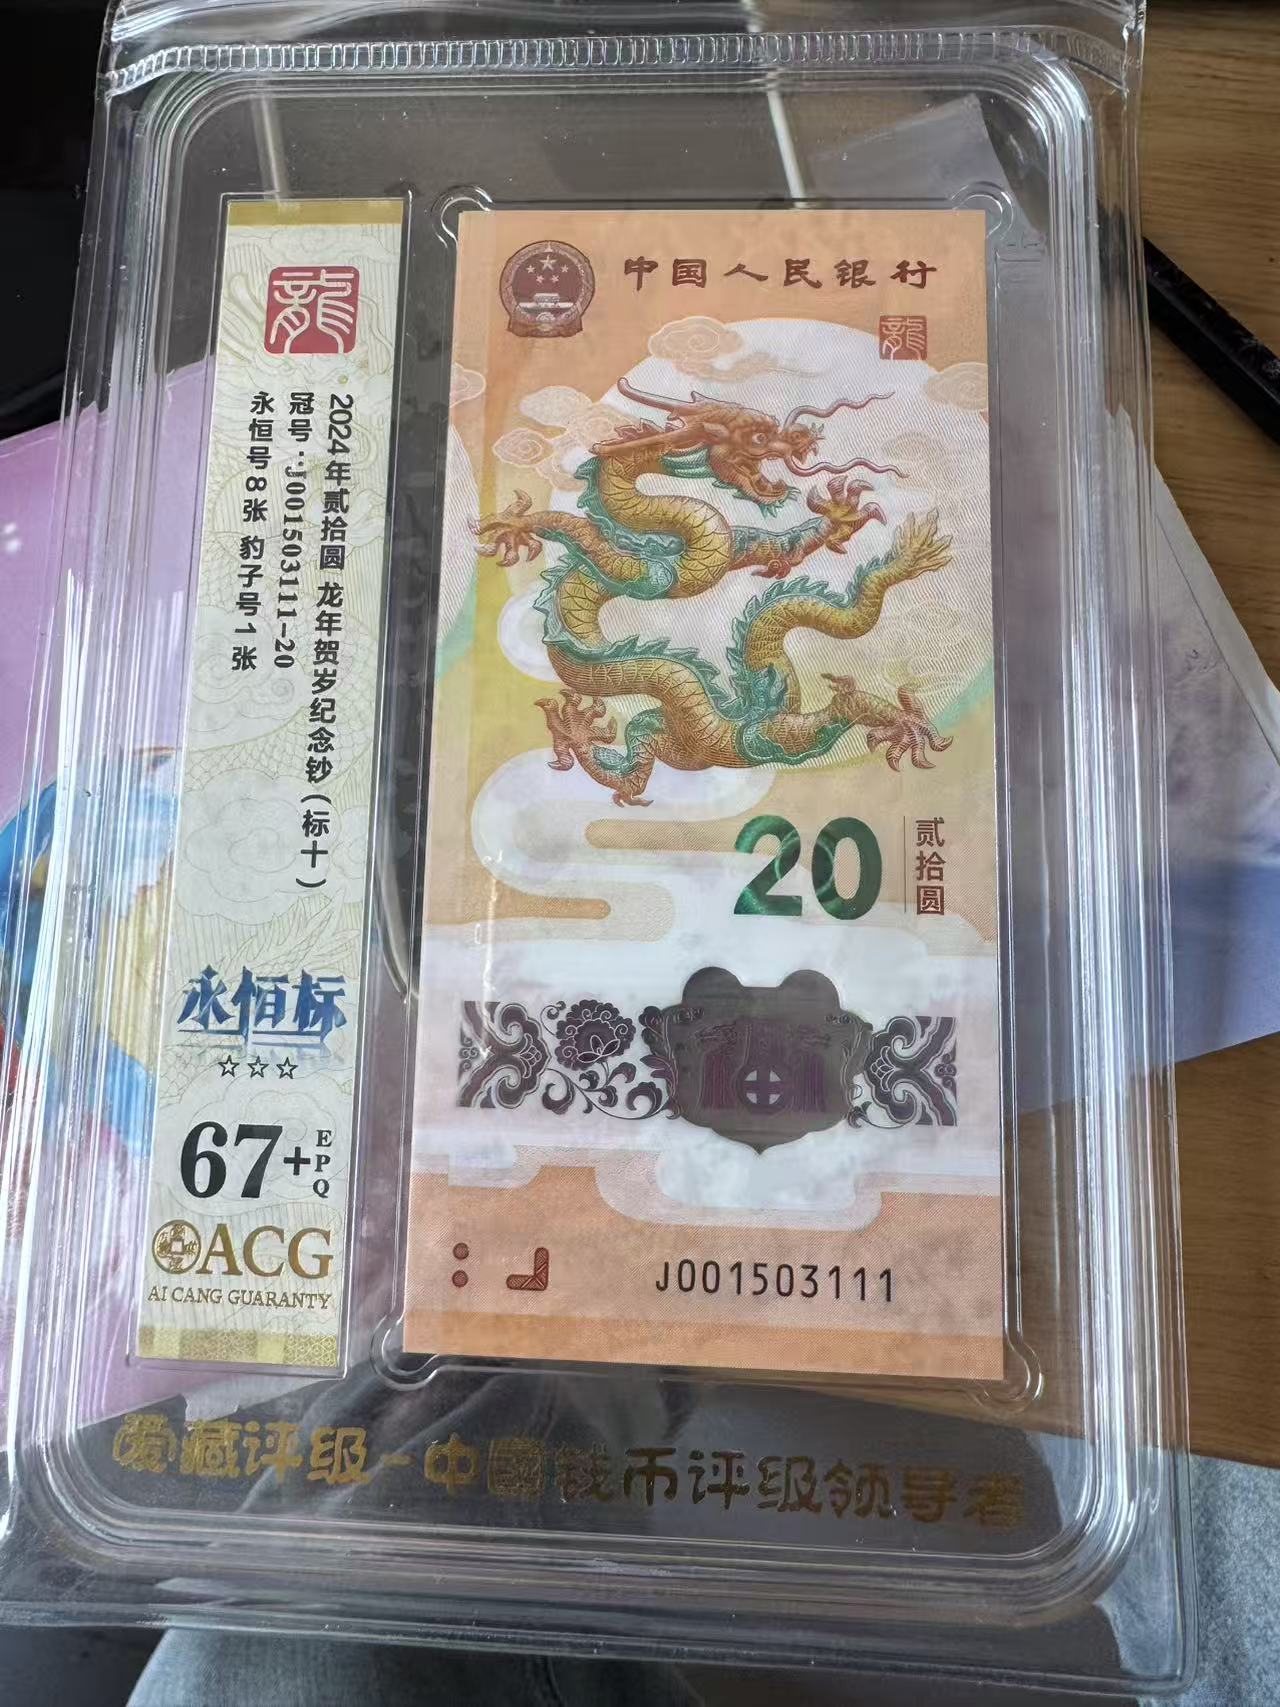 龍
2024年贰拾圆 龙年贺岁纪念钞(标十)
冠号:J001503111-20
永恒号8张 豹子号1张
永恒标
☆☆☆
67+EPQ
ACG
AI CANG GUARANTY
中国人民银行
龍
20
贰拾圆
J001503111
爱藏评级-中国钱币评级领导者